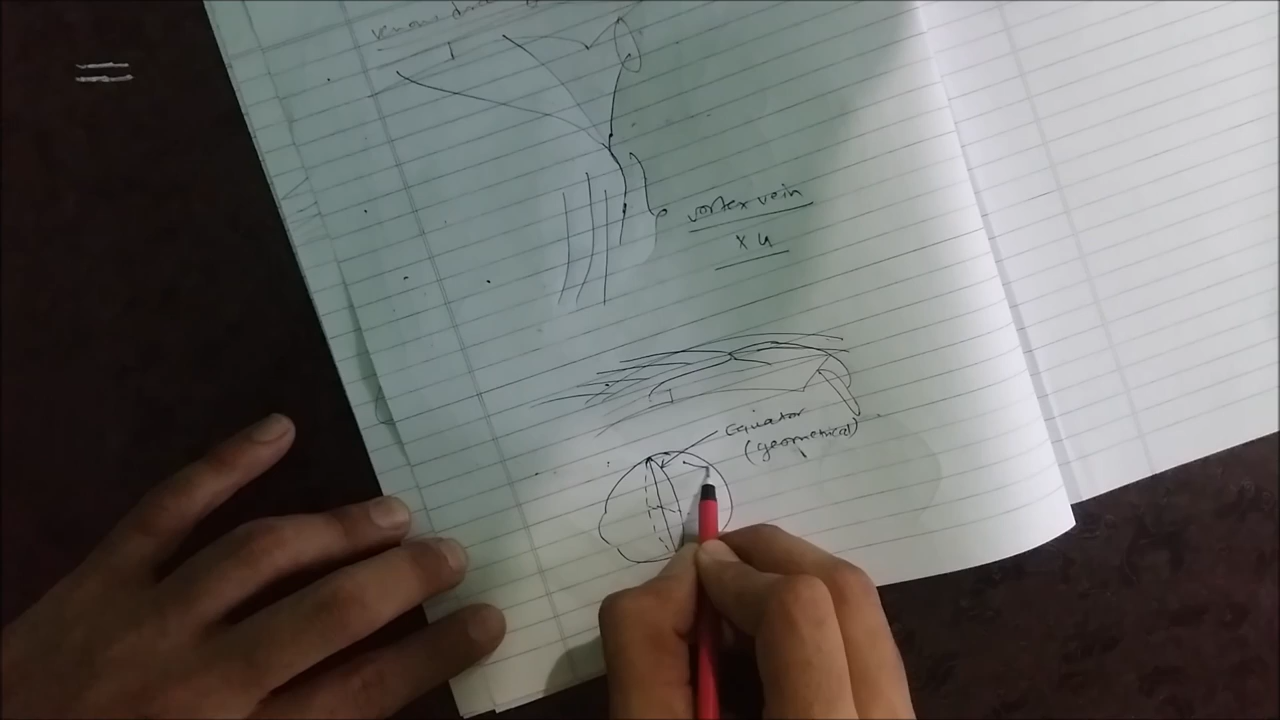 vortex vein
x 4
Equator
(geometrical)